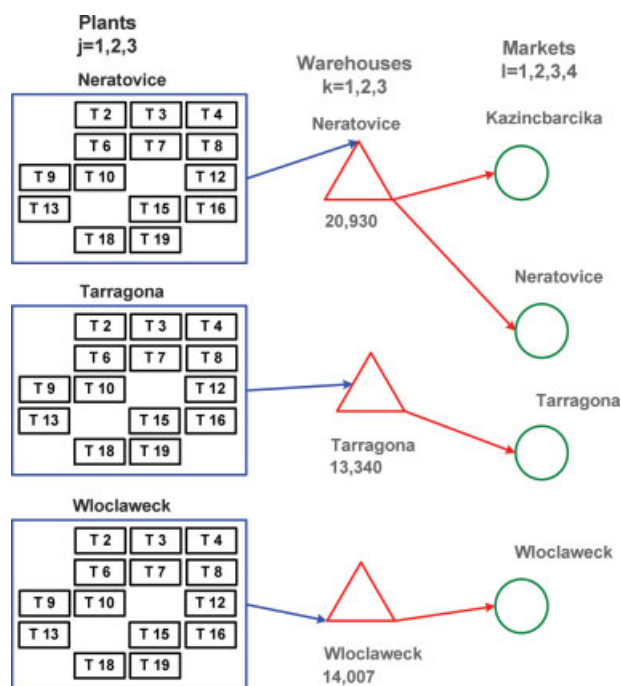 Plants
j=1,2,3
Warehouses
k=1,2,3
Markets
l=1,2,3,4
Neratovice
T 2 T 3 T 4
T 6 T 7 T 8
T 9 T 10 T 12
T 13 T 15 T 16
T 18 T 19
Neratovice
20,930
Kazincbarcika
Neratovice
Tarragona
T 2 T 3 T 4
T 6 T 7 T 8
T 9 T 10 T 12
T 13 T 15 T 16
T 18 T 19
Tarragona
13,340
Tarragona
Wloclaweck
T 2 T 3 T 4
T 6 T 7 T 8
T 9 T 10 T 12
T 13 T 15 T 16
T 18 T 19
Wloclaweck
14,007
Wloclaweck